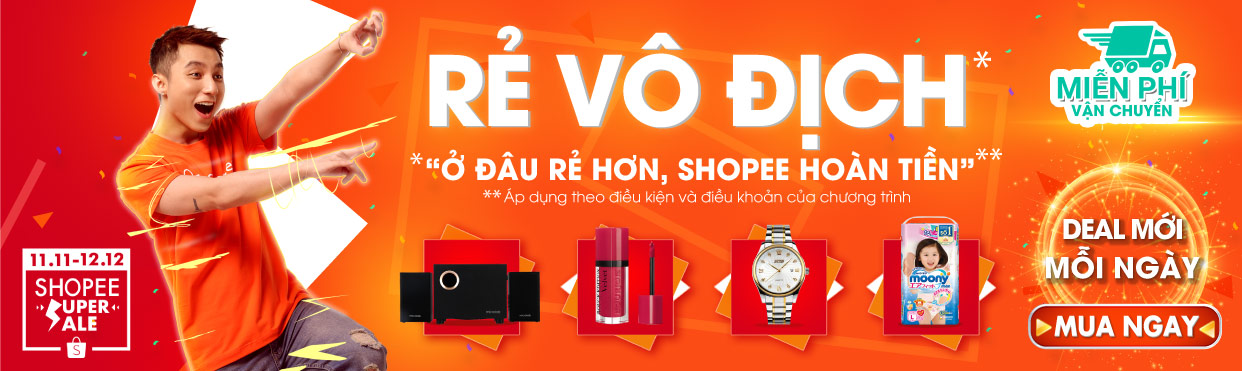 RẺ VÔ ĐỊCH*
*“Ở ĐÂU RẺ HƠN, SHOPEE HOÀN TIỀN”**
**Áp dụng theo điều kiện và điều khoản của chương trình
MIỄN PHÍ
VẬN CHUYỂN
11.11-12.12
SHOPEE
SUPER
SALE
S
moony
L
DEAL MỚI
MỖI NGÀY
MUA NGAY